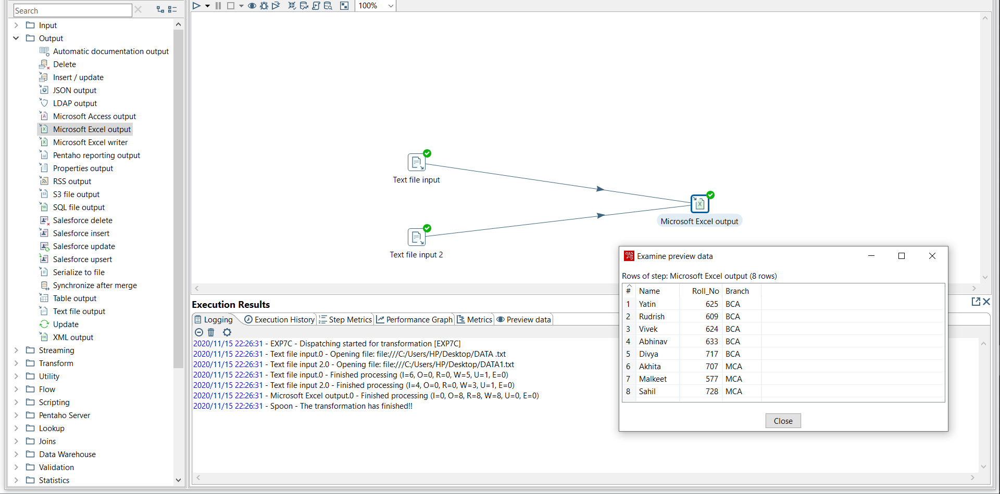 Search
100%
Input
Output
Automatic documentation output
Delete
Insert / update
JSON output
LDAP output
Microsoft Access output
Microsoft Excel output
Microsoft Excel writer
Pentaho reporting output
Properties output
RSS output
S3 file output
SQL file output
Salesforce delete
Salesforce insert
Salesforce update
Salesforce upsert
Serialize to file
Synchronize after merge
Table output
Text file output
Update
XML output
Streaming
Transform
Utility
Flow
Scripting
Pentaho Server
Lookup
Joins
Data Warehouse
Validation
Statistics
Text file input
Microsoft Excel output
Text file input 2
Execution Results
Logging Execution History Step Metrics Performance Graph Metrics Preview data
2020/11/15 22:26:31 - EXP7C - Dispatching started for transformation [EXP7C]
2020/11/15 22:26:31 - Text file input.0 - Opening file: file:///C:/Users/HP/Desktop/DATA .txt
2020/11/15 22:26:31 - Text file input 2.0 - Opening file: file:///C:/Users/HP/Desktop/DATA1.txt
2020/11/15 22:26:31 - Text file input.0 - Finished processing (I=6, O=0, R=0, W=5, U=1, E=0)
2020/11/15 22:26:31 - Text file input 2.0 - Finished processing (I=4, O=0, R=0, W=3, U=1, E=0)
2020/11/15 22:26:31 - Microsoft Excel output.0 - Finished processing (I=0, O=8, R=8, W=8, U=0, E=0)
2020/11/15 22:26:31 - Spoon - The transformation has finished!!
Examine preview data
Rows of step: Microsoft Excel output (8 rows)
# Name Roll_No Branch
1 Yatin 625 BCA
2 Rudrish 609 BCA
3 Vivek 624 BCA
4 Abhinav 633 BCA
5 Divya 717 BCA
6 Akhita 707 MCA
7 Malkeet 577 MCA
8 Sahil 728 MCA
Close